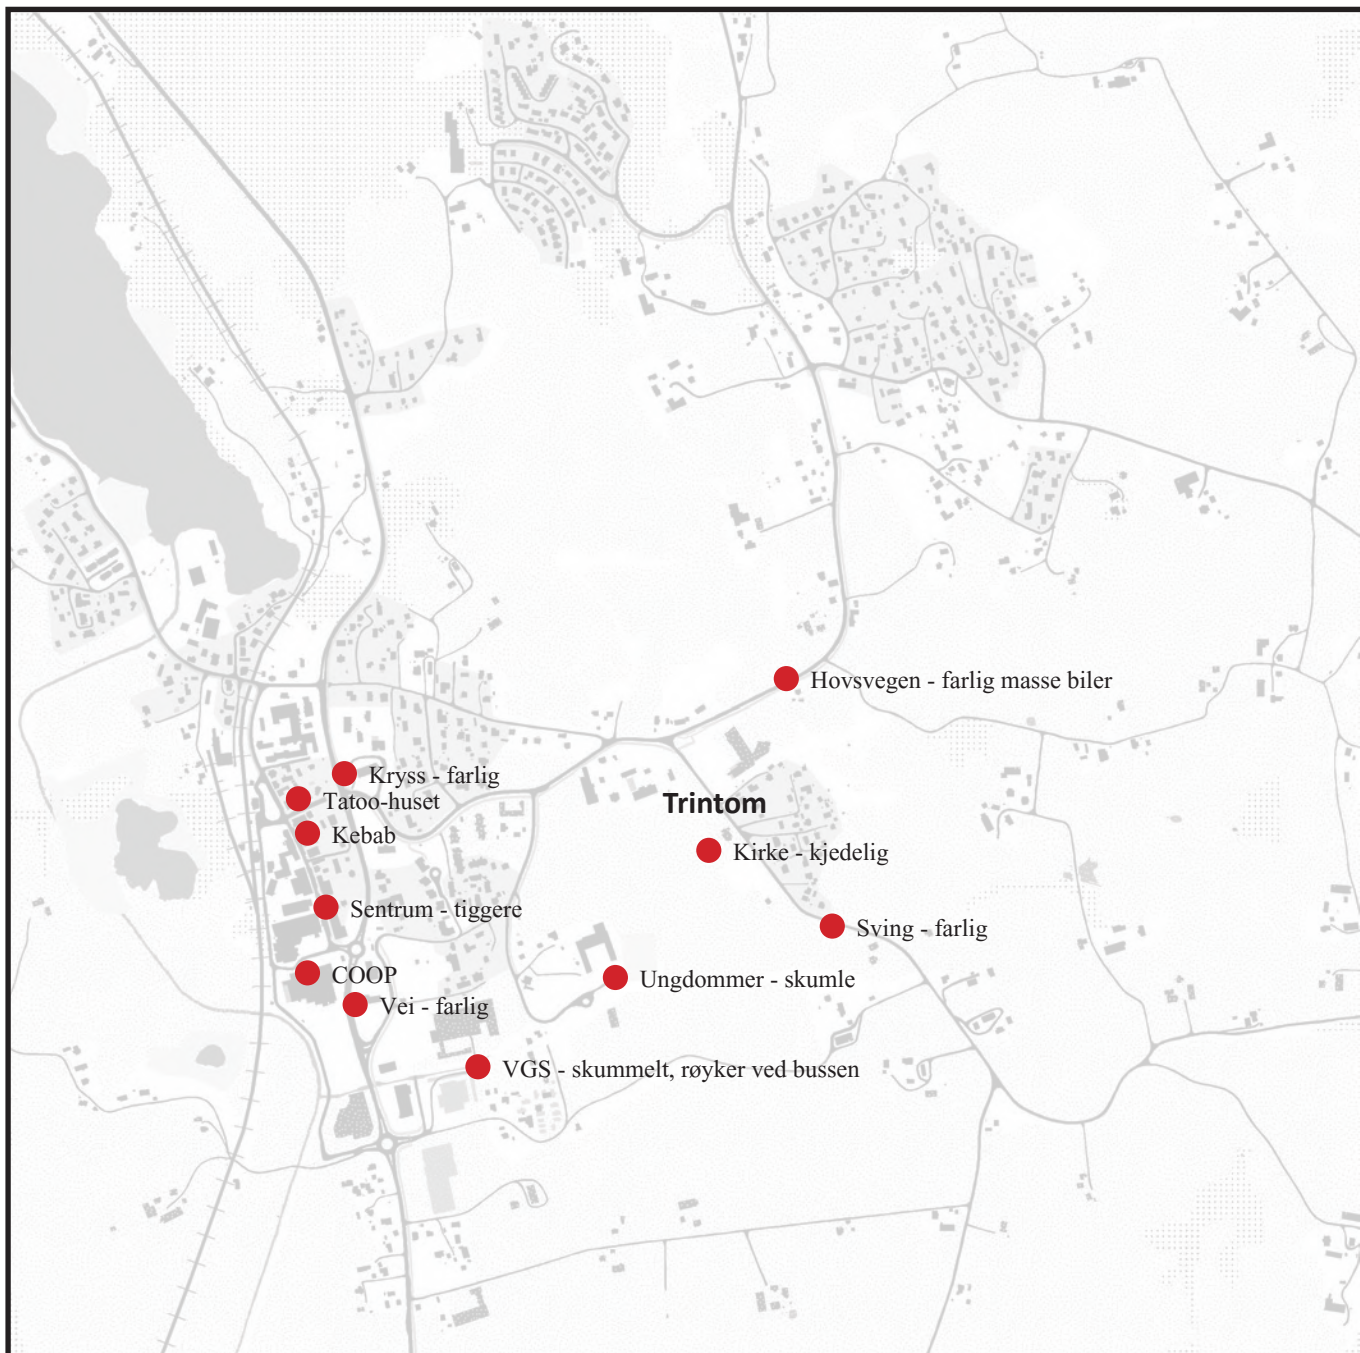 Hovsvegen - farlig masse biler
Kryss - farlig
Tatoo-huset
Trintom
Kebab
Kirke - kjedelig
Sentrum - tiggere
Sving - farlig
COOP
Ungdommer - skumle
Vei - farlig
VGS - skummelt, røyker ved bussen